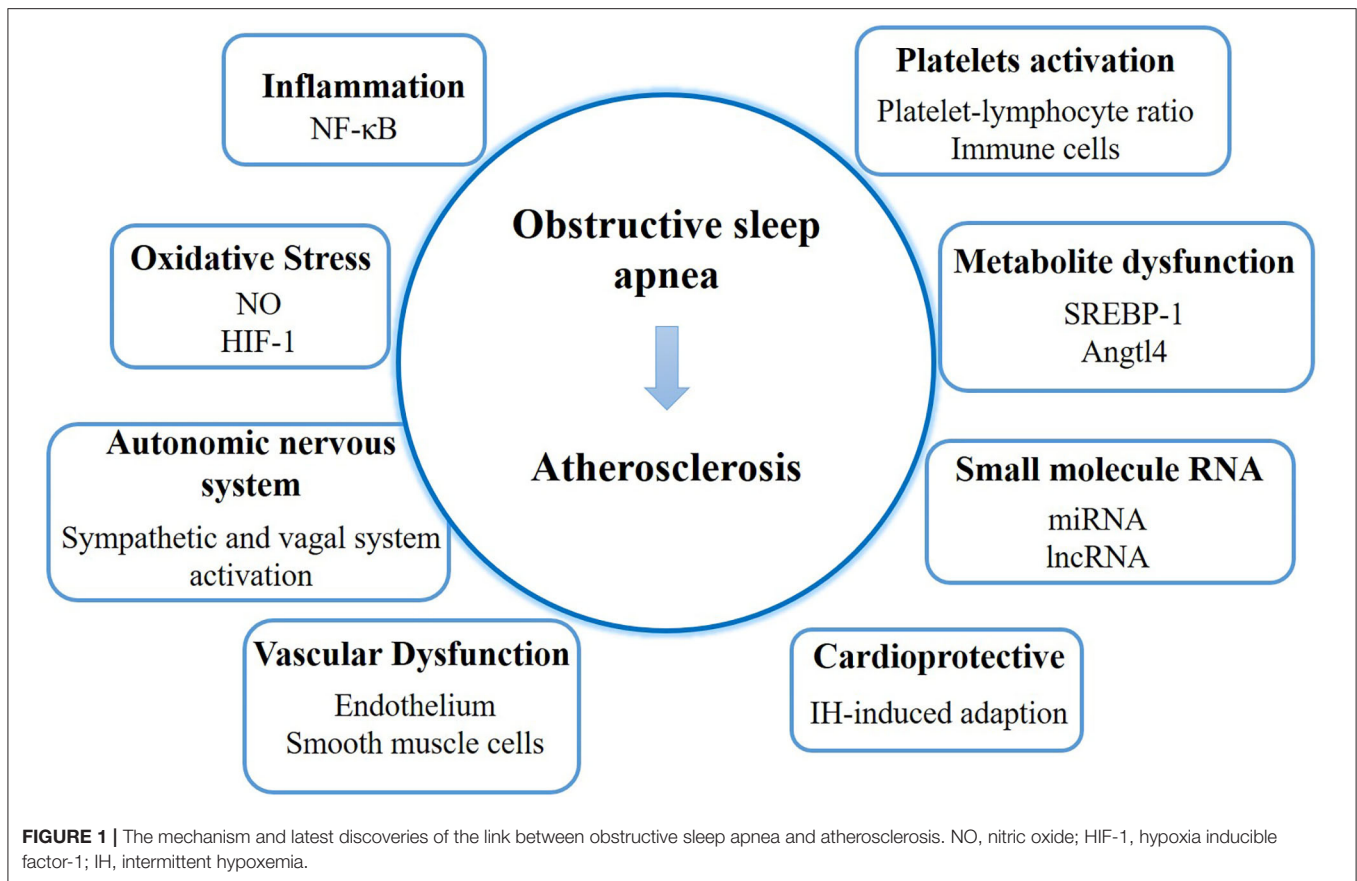 Inflammation
NF-κB
Oxidative Stress
NO
HIF-1
Autonomic nervous
system
Sympathetic and vagal system
activation
Vascular Dysfunction
Endothelium
Smooth muscle cells
Obstructive sleep
apnea
Atherosclerosis
Platelets activation
Platelet-lymphocyte ratio
Immune cells
Metabolite dysfunction
SREBP-1
Angtl4
Small molecule RNA
miRNA
lncRNA
Cardioprotective
IH-induced adaption
FIGURE 1 | The mechanism and latest discoveries of the link between obstructive sleep apnea and atherosclerosis. NO, nitric oxide; HIF-1, hypoxia inducible
factor-1; IH, intermittent hypoxemia.